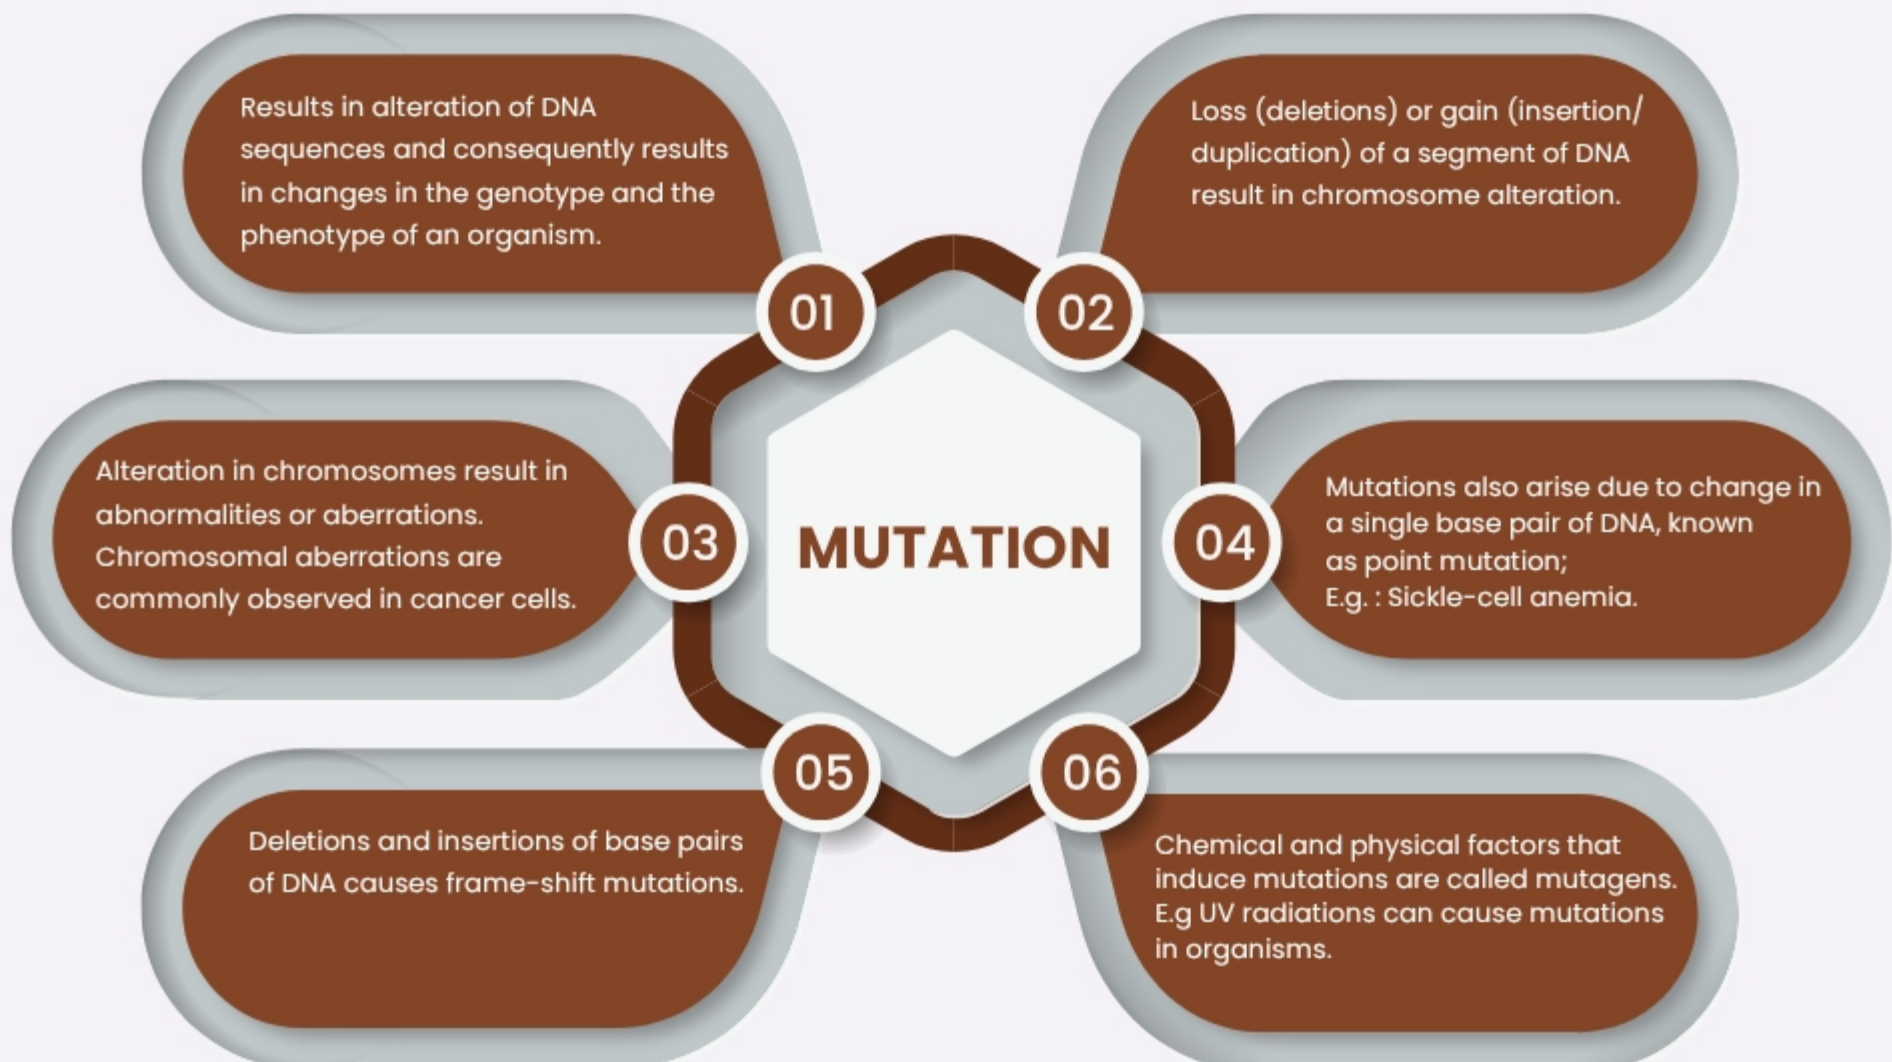 Results in alteration of DNA
sequences and consequently results
in changes in the genotype and the
phenotype of an organism.
01
Loss (deletions) or gain (insertion/
duplication) of a segment of DNA
result in chromosome alteration.
02
Alteration in chromosomes result in
abnormalities or aberrations.
Chromosomal aberrations are
commonly observed in cancer cells.
03
MUTATION
04
Mutations also arise due to change in
a single base pair of DNA, known
as point mutation;
E.g. : Sickle-cell anemia.
05
Deletions and insertions of base pairs
of DNA causes frame-shift mutations.
06
Chemical and physical factors that
induce mutations are called mutagens.
E.g UV radiations can cause mutations
in organisms.